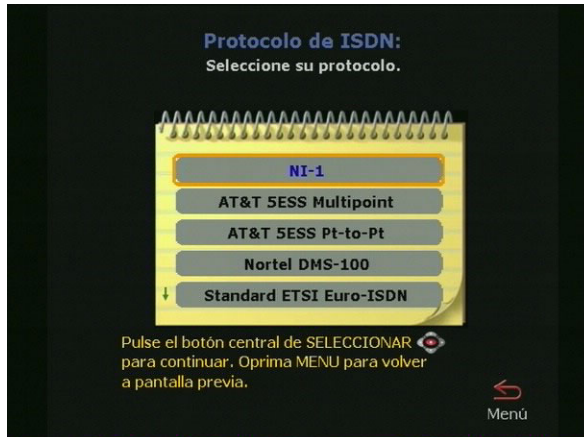 Protocolo de ISDN:
Seleccione su protocolo.
NI-1
AT&T 5ESS Multipoint
AT&T 5ESS Pt-to-Pt
Nortel DMS-100
Standard ETSI Euro-ISDN
Pulse el botón central de SELECCIONAR
para continuar. Oprima MENU para volver
a pantalla previa.
Menú